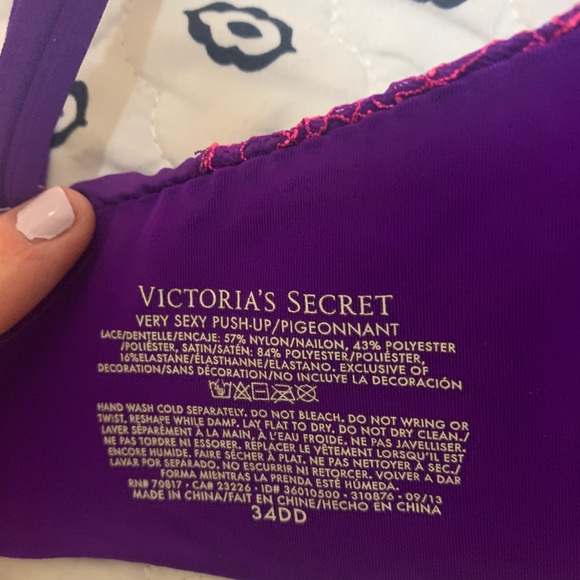 VICTORIA'S SECRET
VERY SEXY PUSH-UP/PIGEONNANT
LACE/DENTELLE/ENCAJE: 57% NYLON/NAILON, 43% POLYESTER
/POLIÉSTER, SATIN/SATÉN: 84% POLYESTER/POLIÉSTER,
16%ELASTANE/ÉLASTHANNE/ELASTANO. EXCLUSIVE OF
DECORATION/SANS DÉCORATION/NO INCLUYE LA DECORACIÓN
HAND WASH COLD SEPARATELY. DO NOT BLEACH. DO NOT WRING OR
TWIST. RESHAPE WHILE DAMP. LAY FLAT TO DRY. DO NOT DRY CLEAN./
LAVER SÉPARÉMENT À LA MAIN, À L'EAU FROIDE. NE PAS JAVELLISER.
NE PAS TORDRE NI ESSORER. REPLACER LE VÊTEMENT LORSQU'IL EST
ENCORE HUMIDE. FAIRE SÉCHER À PLAT. NE PAS NETTOYER À SEC./
LAVAR POR SEPARADO. NO ESCURRIR NI RETORCER. VOLVER A DAR
FORMA MIENTRAS LA PRENDA ESTÉ HÚMEDA.
RN# 70817 - CA# 23226 - ID# 36010500 - 310876 - 09/13
MADE IN CHINA/FAIT EN CHINE/HECHO EN CHINA
34DD